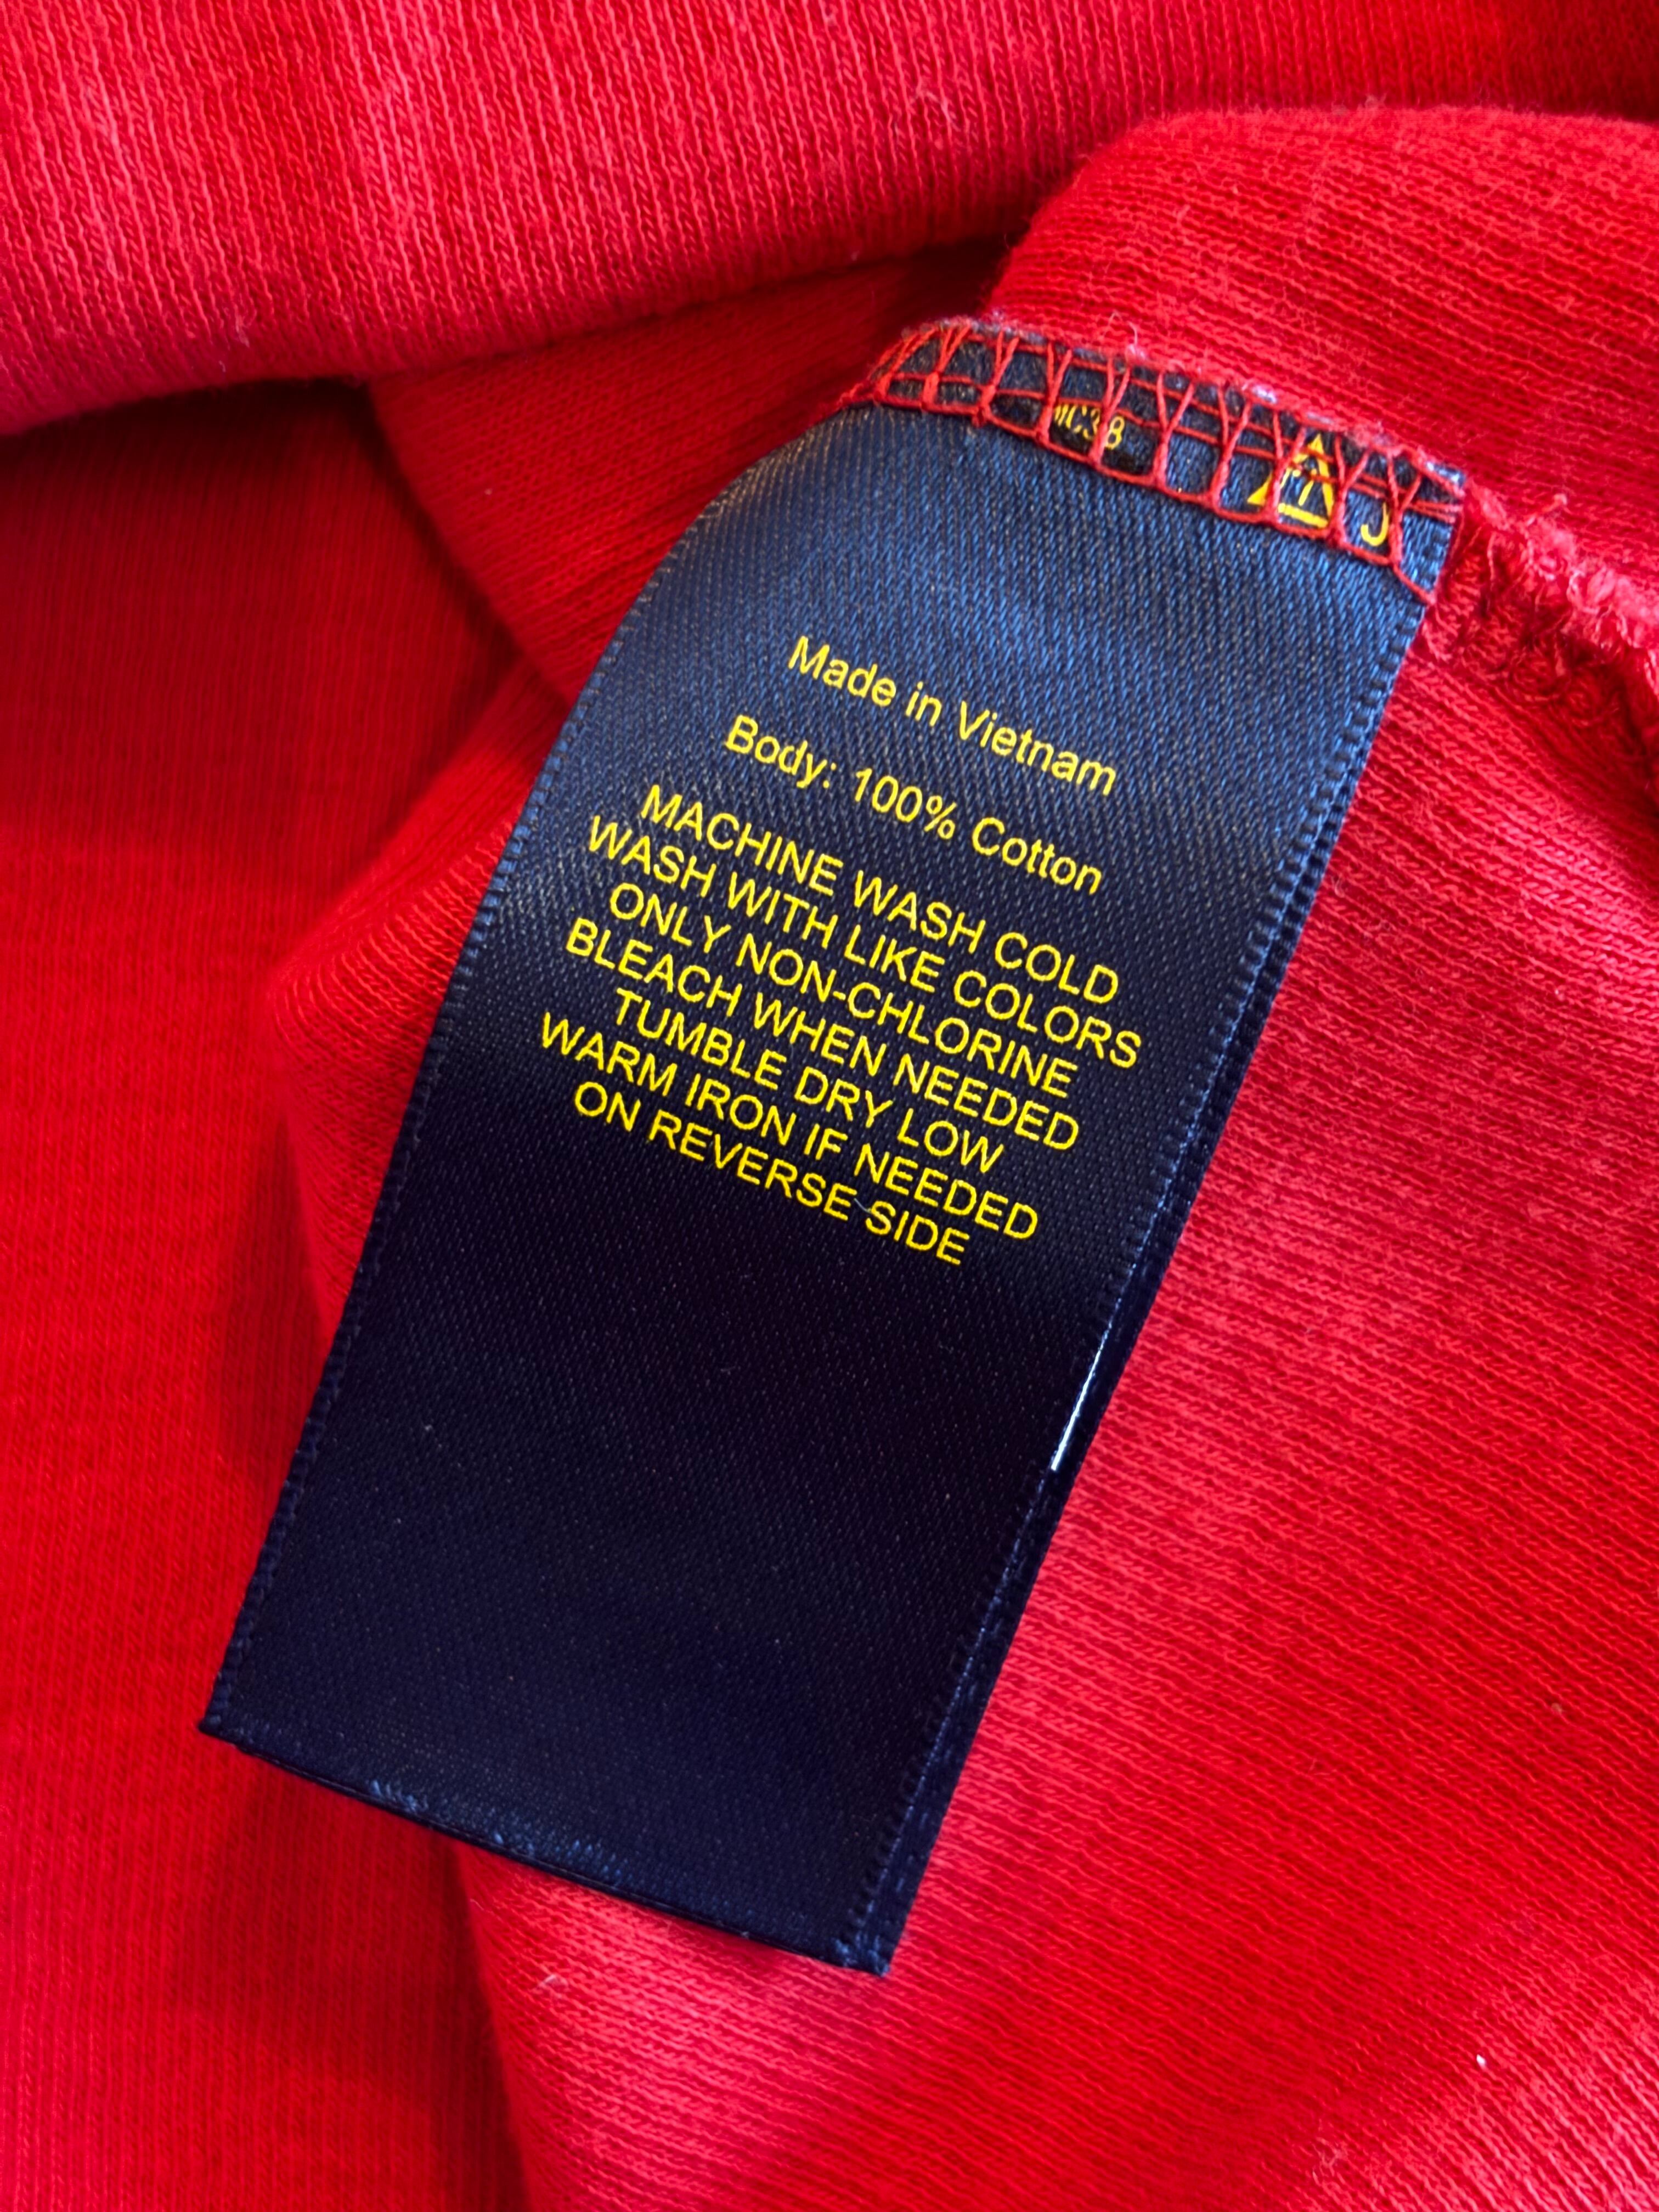 Made in Vietnam
Body: 100% Cotton
MACHINE WASH COLD
WASH WITH LIKE COLORS
ONLY NON-CHLORINE
BLEACH WHEN NEEDED
TUMBLE DRY LOW
WARM IRON IF NEEDED
ON REVERSE SIDE